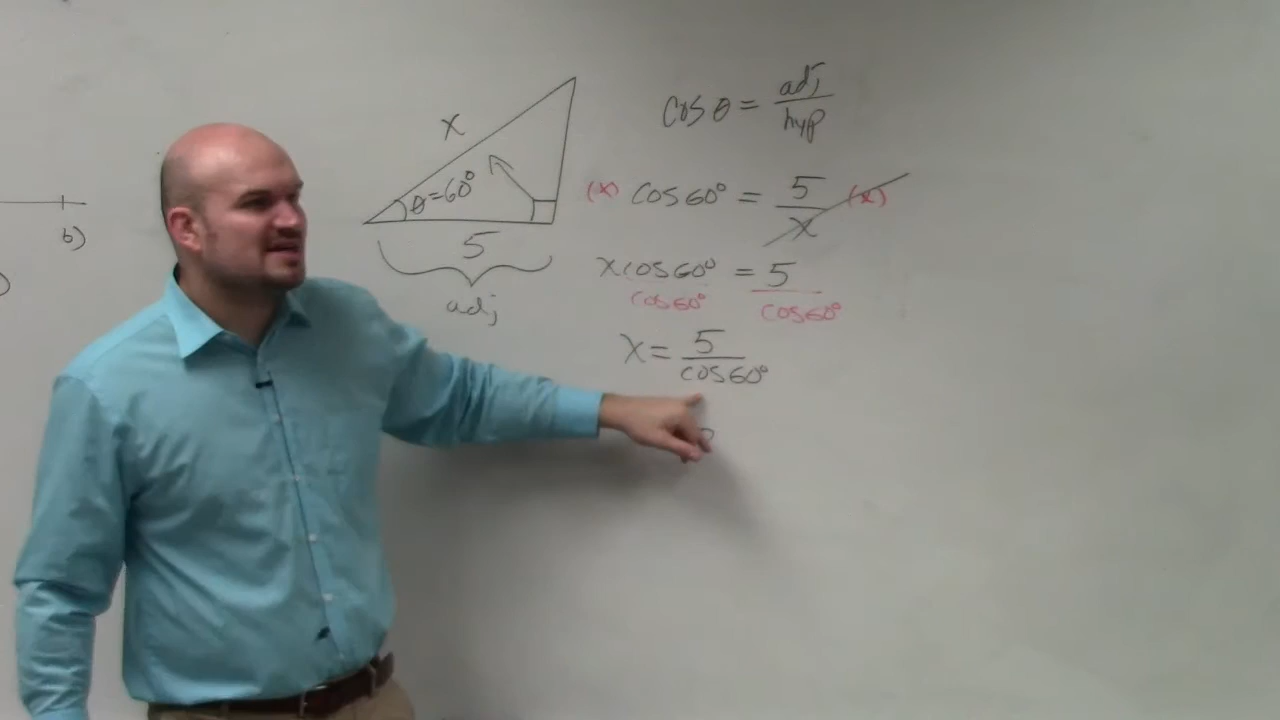 x
θ=60°
5
adj
b)
cos θ = adj/hyp
(x) cos 60° = 5/x (x)
x cos 60° = 5
cos 60° cos 60°
x = 5/cos 60°